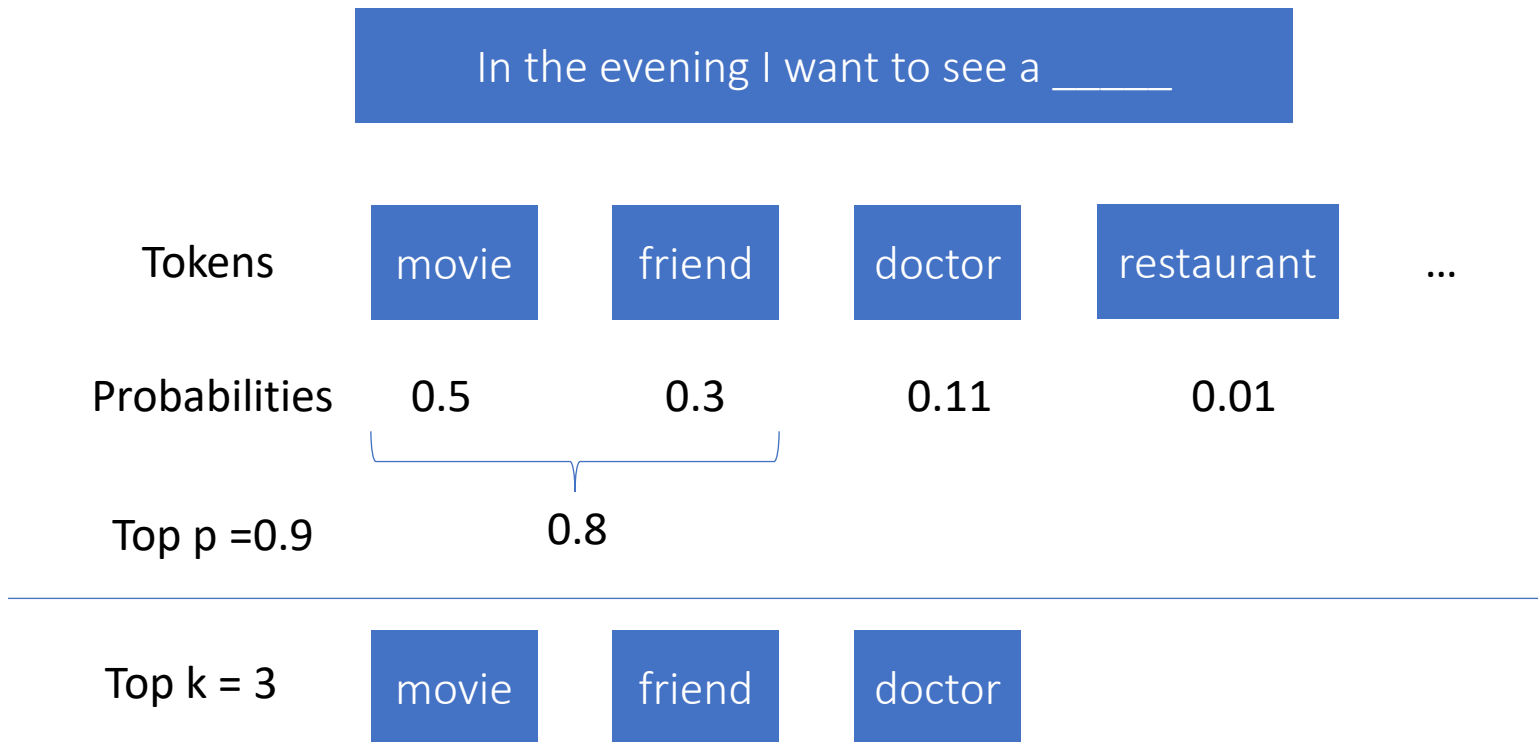 In the evening I want to see a _____
Tokens movie friend doctor restaurant ...
Probabilities 0.5 0.3 0.11 0.01
Top p =0.9 0.8
Top k = 3 movie friend doctor